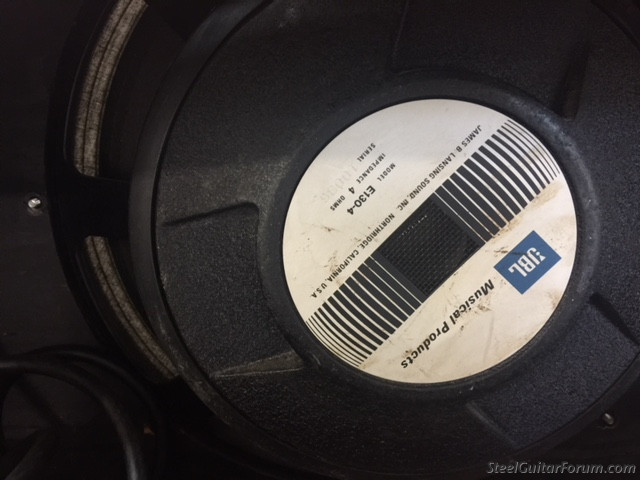 JBL
Musical Products
JAMES B. LANSING SOUND, INC. NORTHRIDGE, CALIFORNIA, U.S.A.
MODEL E130-4
IMPEDANCE 4 OHMS
SERIAL
SteelGuitarForum.com